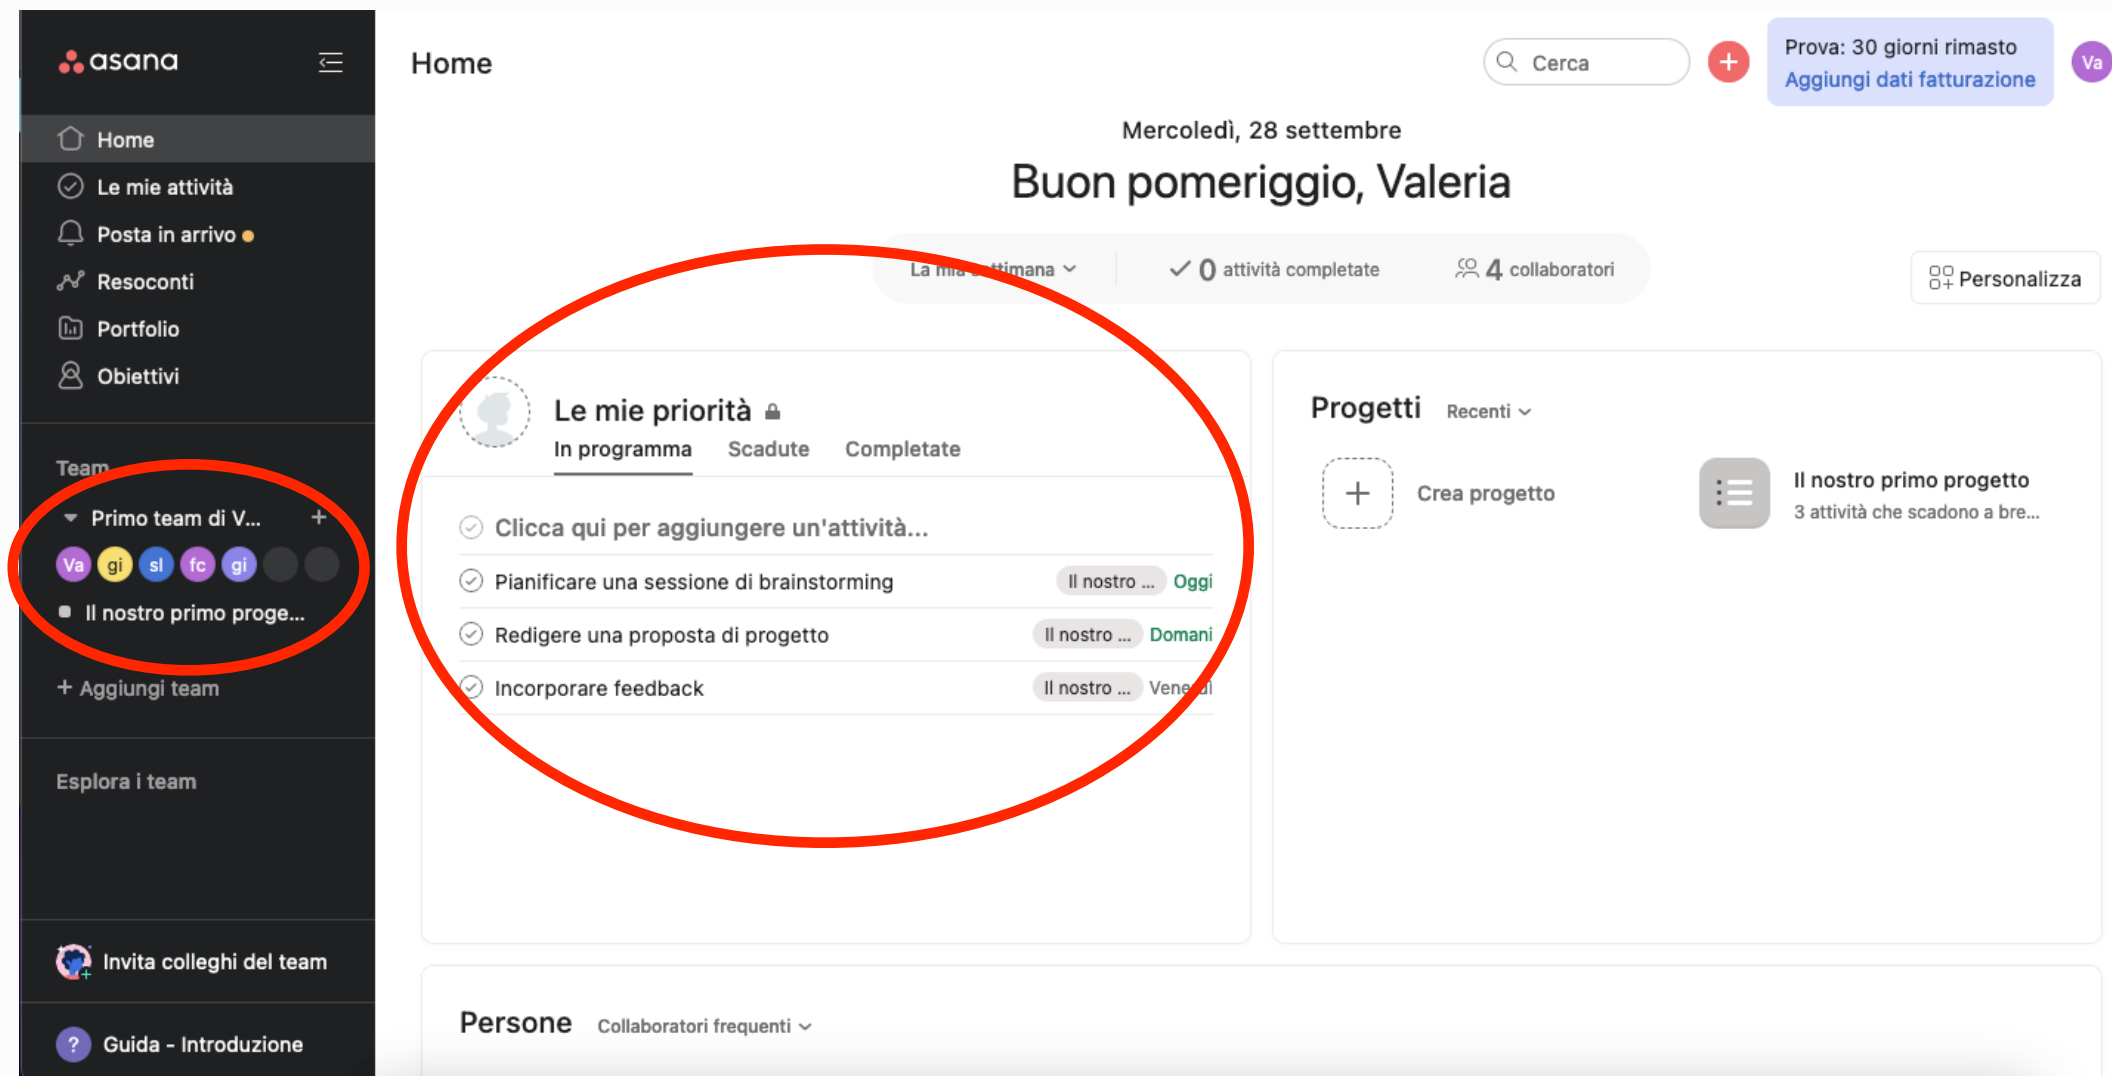 asana
Home
Le mie attività
Posta in arrivo
Resoconti
Portfolio
Obiettivi
Team
Primo team di V...
Va gi sl fc gi
Il nostro primo proge...
+ Aggiungi team
Esplora i team
Invita colleghi del team
? Guida - Introduzione
Home
Cerca
+
Prova: 30 giorni rimasto
Aggiungi dati fatturazione
Va
Mercoledì, 28 settembre
Buon pomeriggio, Valeria
La mia settimana
0 attività completate
4 collaboratori
Personalizza
Le mie priorità
In programma Scadute Completate
Clicca qui per aggiungere un'attività...
Pianificare una sessione di brainstorming Il nostro ... Oggi
Redigere una proposta di progetto Il nostro ... Domani
Incorporare feedback Il nostro ... Venerdì
Progetti Recenti
Crea progetto
Il nostro primo progetto
3 attività che scadono a bre...
Persone Collaboratori frequenti